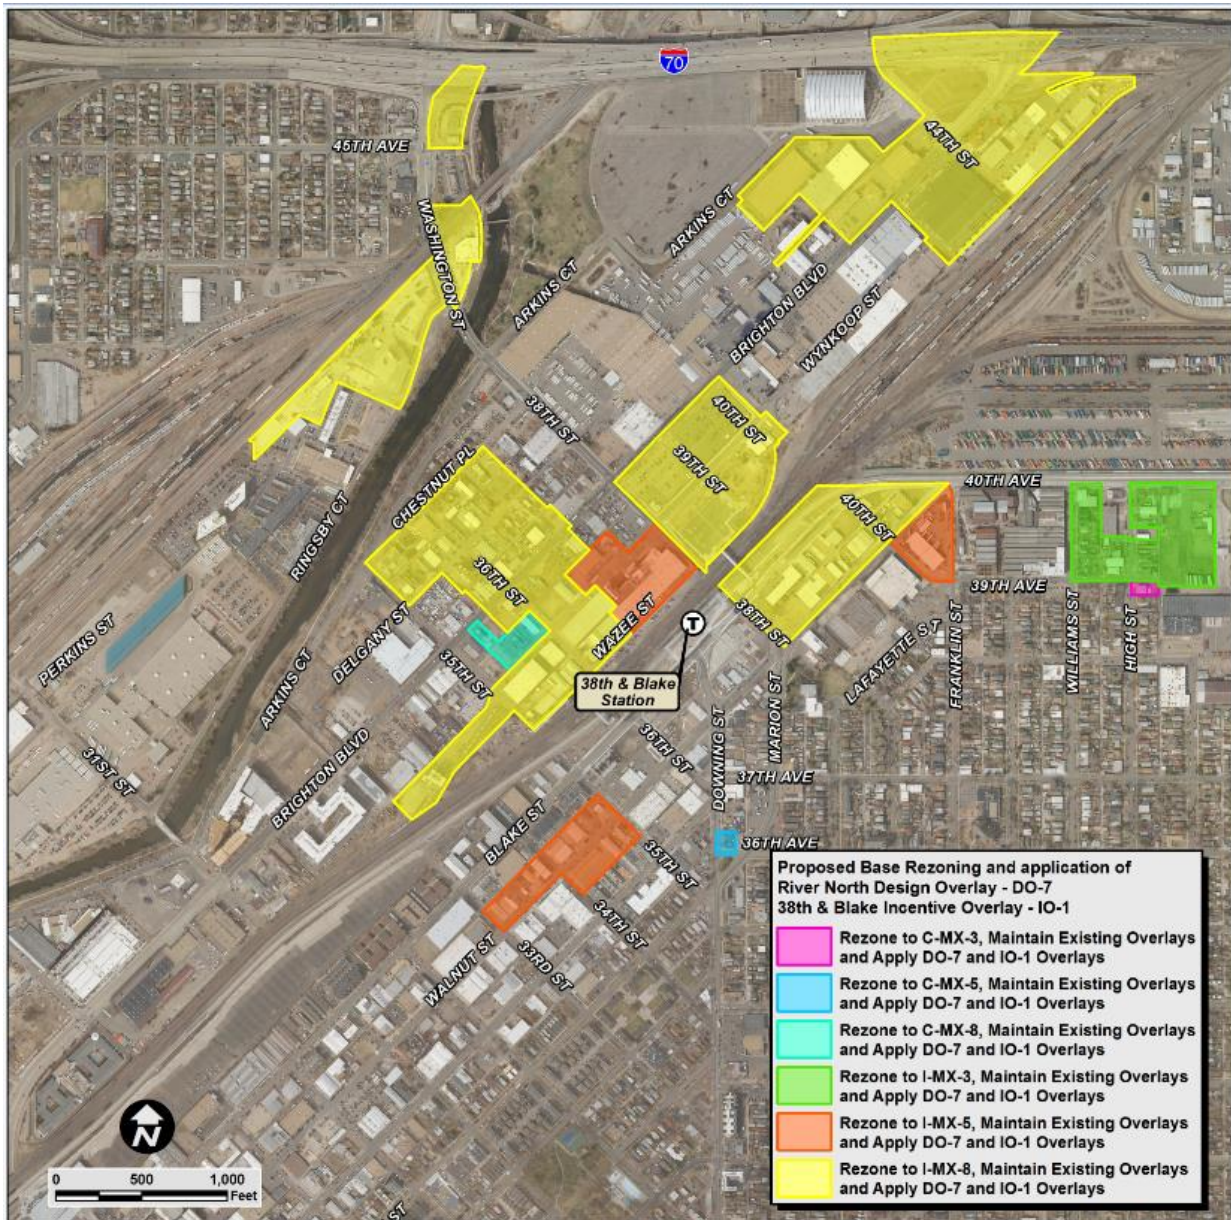 70
45TH AVE
44TH ST
WASHINGTON ST
ARKINS CT
ARKINS CT
BRIGHTON BLVD
WYNKOOP ST
38TH ST
40TH ST
39TH ST
CHESTNUT PL
40TH AVE
40TH ST
RINGSBY CT
36TH ST
39TH AVE
38TH ST
WAZEE ST
T
38th & Blake
Station
PERKINS ST
DELGANY ST
35TH ST
ARKINS CT
LAFAYETTE ST
FRANKLIN ST
WILLIAMS ST
HIGH ST
MARION ST
DOWNING ST
36TH ST
37TH AVE
31ST ST
BRIGHTON BLVD
BLAKE ST
35TH ST
36TH AVE
34TH ST
33RD ST
WALNUT ST
ST
Proposed Base Rezoning and application of
River North Design Overlay - DO-7
38th & Blake Incentive Overlay - IO-1
Rezone to C-MX-3, Maintain Existing Overlays
and Apply DO-7 and IO-1 Overlays
Rezone to C-MX-5, Maintain Existing Overlays
and Apply DO-7 and IO-1 Overlays
Rezone to C-MX-8, Maintain Existing Overlays
and Apply DO-7 and IO-1 Overlays
Rezone to I-MX-3, Maintain Existing Overlays
and Apply DO-7 and IO-1 Overlays
Rezone to I-MX-5, Maintain Existing Overlays
and Apply DO-7 and IO-1 Overlays
Rezone to I-MX-8, Maintain Existing Overlays
and Apply DO-7 and IO-1 Overlays
N
0 500 1,000
Feet